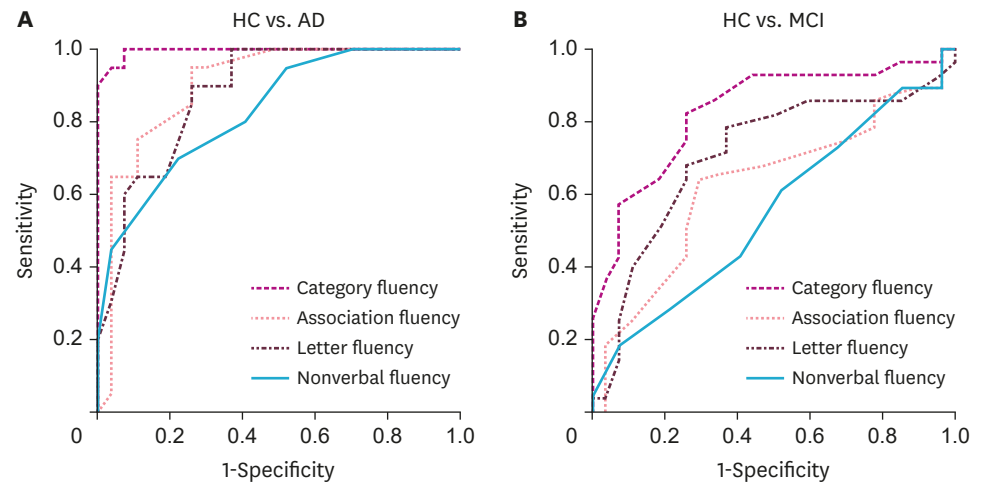 A
HC vs. AD
1.0
0.8
0.6
0.4
0.2
0
0.2
0.4
0.6
0.8
1.0
Sensitivity
1-Specificity
Category fluency
Association fluency
Letter fluency
Nonverbal fluency
B
HC vs. MCI
1.0
0.8
0.6
0.4
0.2
0
0.2
0.4
0.6
0.8
1.0
Sensitivity
1-Specificity
Category fluency
Association fluency
Letter fluency
Nonverbal fluency